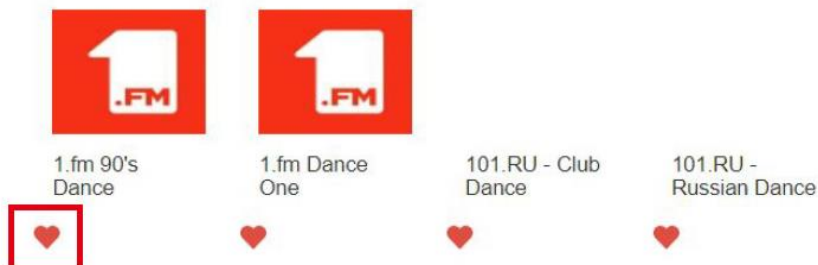 .FM
.FM
1.fm 90's
Dance
1.fm Dance
One
101.RU - Club
Dance
101.RU -
Russian Dance